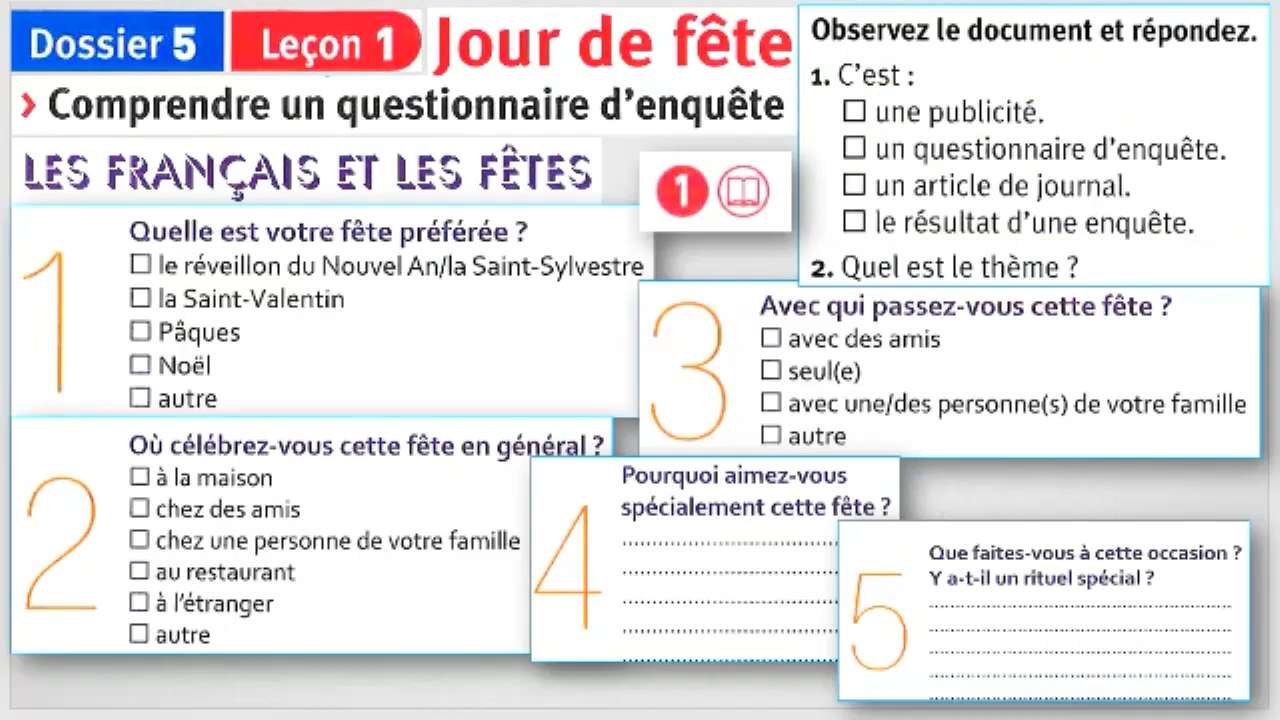 Dossier 5 Leçon 1 Jour de fête
› Comprendre un questionnaire d'enquête
LES FRANÇAIS ET LES FÊTES
1
Observez le document et répondez.
1. C'est :
☐ une publicité.
☐ un questionnaire d'enquête.
☐ un article de journal.
☐ le résultat d'une enquête.
2. Quel est le thème ?
1
Quelle est votre fête préférée ?
☐ le réveillon du Nouvel An/la Saint-Sylvestre
☐ la Saint-Valentin
☐ Pâques
☐ Noël
☐ autre
2
Où célébrez-vous cette fête en général ?
☐ à la maison
☐ chez des amis
☐ chez une personne de votre famille
☐ au restaurant
☐ à l'étranger
☐ autre
3
Avec qui passez-vous cette fête ?
☐ avec des amis
☐ seul(e)
☐ avec une/des personne(s) de votre famille
☐ autre
4
Pourquoi aimez-vous
spécialement cette fête ?
5
Que faites-vous à cette occasion ?
Y a-t-il un rituel spécial ?